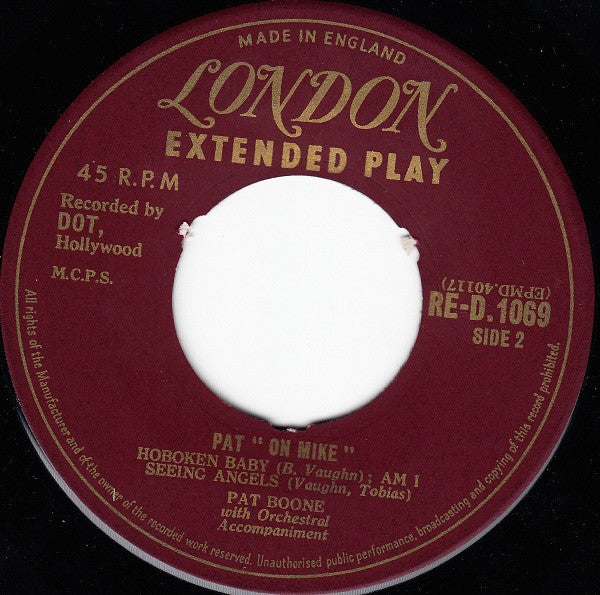 MADE IN ENGLAND
LONDON
EXTENDED PLAY
45 R.P.M
Recorded by
DOT,
Hollywood
M.C.P.S.
(EPMD.40117)
RE-D.1069
SIDE 2
PAT " ON MIKE "
HOBOKEN BABY (B. Vaughn) ; AM I
SEEING ANGELS (Vaughn, Tobias)
PAT BOONE
with Orchestral
Accompaniment
All rights of the Manufacturer and of the owner of the recorded work reserved. Unauthorised public performance, broadcasting and copying of this record prohibited.